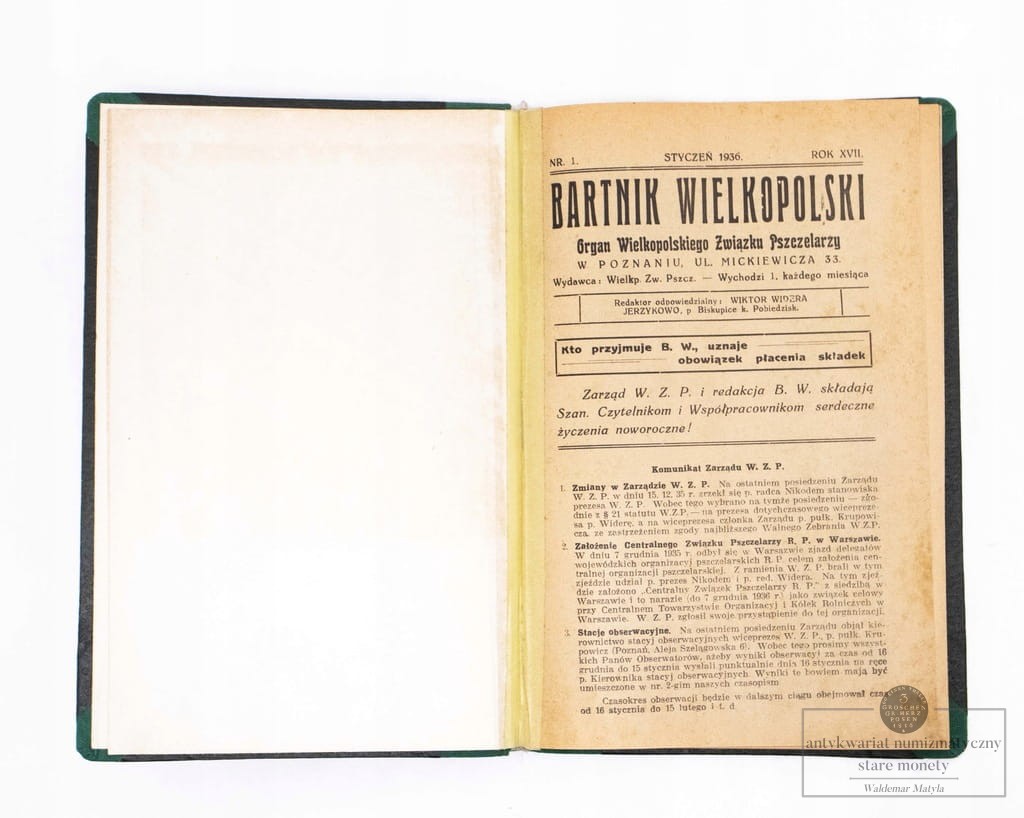 NR. 1. STYCZEŃ 1936. ROK XVII.
BARTNIK WIELKOPOLSKI
Organ Wielkopolskiego Związku Pszczelarzy
W POZNANIU, UL. MICKIEWICZA 33.
Wydawca: Wielkp. Zw. Pszcz. — Wychodzi 1. każdego miesiąca
Redaktor odpowiedzialny: WIKTOR WIDERA
JERZYKOWO, p Biskupice k. Pobiedzisk.
Kto przyjmuje B. W., uznaje
obowiązek płacenia składek
Zarząd W. Z. P. i redakcja B. W. składają
Szan. Czytelnikom i Współpracownikom serdeczne
życzenia noworoczne!
Komunikat Zarządu W. Z. P.
1. Zmiany w Zarządzie W. Z. P. Na ostatniem posiedzeniu Zarządu
W. Z. P. w dniu 15. 12. 35 r. zrzekł się p. radca Nikodem stanowiska
prezesa W. Z. P. Wobec tego wybrano na tymże posiedzeniu — zgo-
dnie z § 21 statutu W.Z.P. — na prezesa dotychczasowego wiceprezes-
sa p. Widerę, a na wiceprezesa członka Zarządu p. pułk. Krupowi-
cza, ze zastrzeżeniem zgody najbliższego Walnego Zebrania W.Z.P.
2. Założenie Centralnego Związku Pszczelarzy R. P. w Warszawie.
W dniu 7 grudnia 1935 r. odbył się w Warszawie zjazd delegatów
wojewódzkich organizacyj pszczelarskich R. P. celem założenia cen-
tralnej organizacji pszczelarskiej. Z ramienia W. Z. P. brali w tym
zjeździe udział p. prezes Nikodem i p. red. Widera. Na tym zjeź-
dzie założono „Centralny Związek Pszczelarzy R. P." z siedzibą w
Warszawie i to narazie (do 7 grudnia 1936 r.) jako związek celowy
przy Centralnem Towarzystwie Organizacyj i Kółek Rolniczych w
Warszawie. W. Z. P. zgłosił swoje przystąpienie do tej organizacji.
3. Stacje obserwacyjne. Na ostatniem posiedzeniu Zarządu objął kie-
rownictwo stacyj obserwacyjnych wiceprezes W. Z. P., p. pułk. Kru-
powicz (Poznań, Aleja Szelągowska 6). Wobec tego prosimy wszyst-
kich Panów Obserwatorów, ażeby wyniki obserwacyj za czas od 16
grudnia do 15 stycznia wysłali punktualnie dnia 16 stycznia na ręce
p. Kierownika stacyj obserwacyjnych. Wyniki te bowiem mają być
umieszczone w nr. 2-gim naszych czasopism
Czasokres obserwacji będzie w dalszym ciągu obejmował czas
od 16 stycznia do 15 lutego i t. d.
3
GROSCHEN
POSEN
antykwariat numizmatyczny
stare monety
Waldemar Matyla